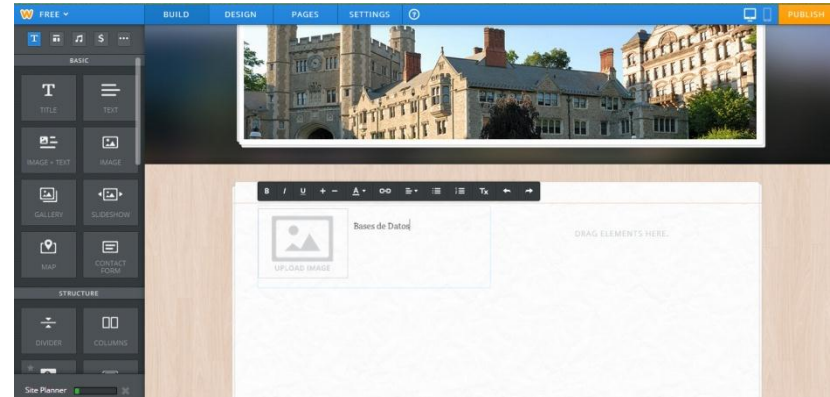 FREE
BUILD
DESIGN
PAGES
SETTINGS
PUBLISH
BASIC
TITLE
TEXT
IMAGE + TEXT
IMAGE
GALLERY
SLIDESHOW
MAP
CONTACT
FORM
STRUCTURE
DIVIDER
COLUMNS
Site Planner
B I U + - A Tx
UPLOAD IMAGE
Bases de Datos
DRAG ELEMENTS HERE.